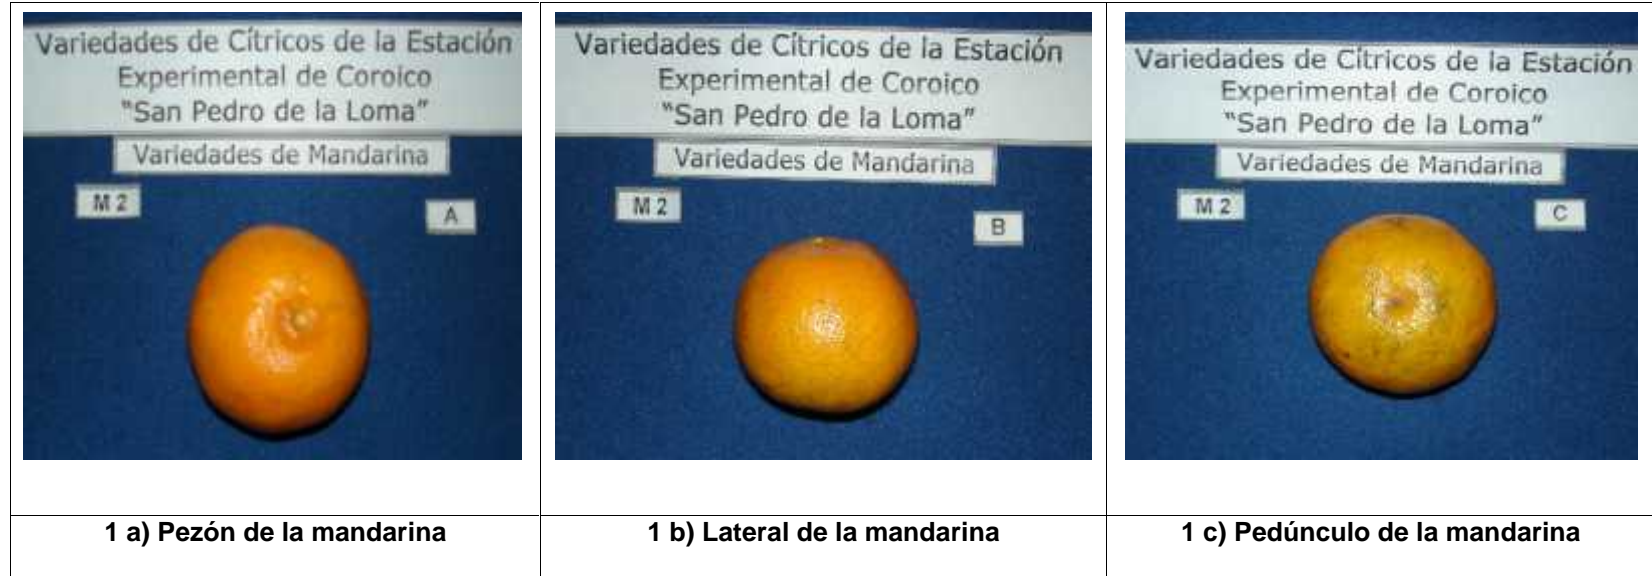 Variedades de Cítricos de la Estación
Experimental de Coroico
"San Pedro de la Loma"
Variedades de Mandarina
M 2
A
Variedades de Cítricos de la Estación
Experimental de Coroico
"San Pedro de la Loma"
Variedades de Mandarina
M 2
B
Variedades de Cítricos de la Estación
Experimental de Coroico
"San Pedro de la Loma"
Variedades de Mandarina
M 2
C
1 a) Pezón de la mandarina
1 b) Lateral de la mandarina
1 c) Pedúnculo de la mandarina